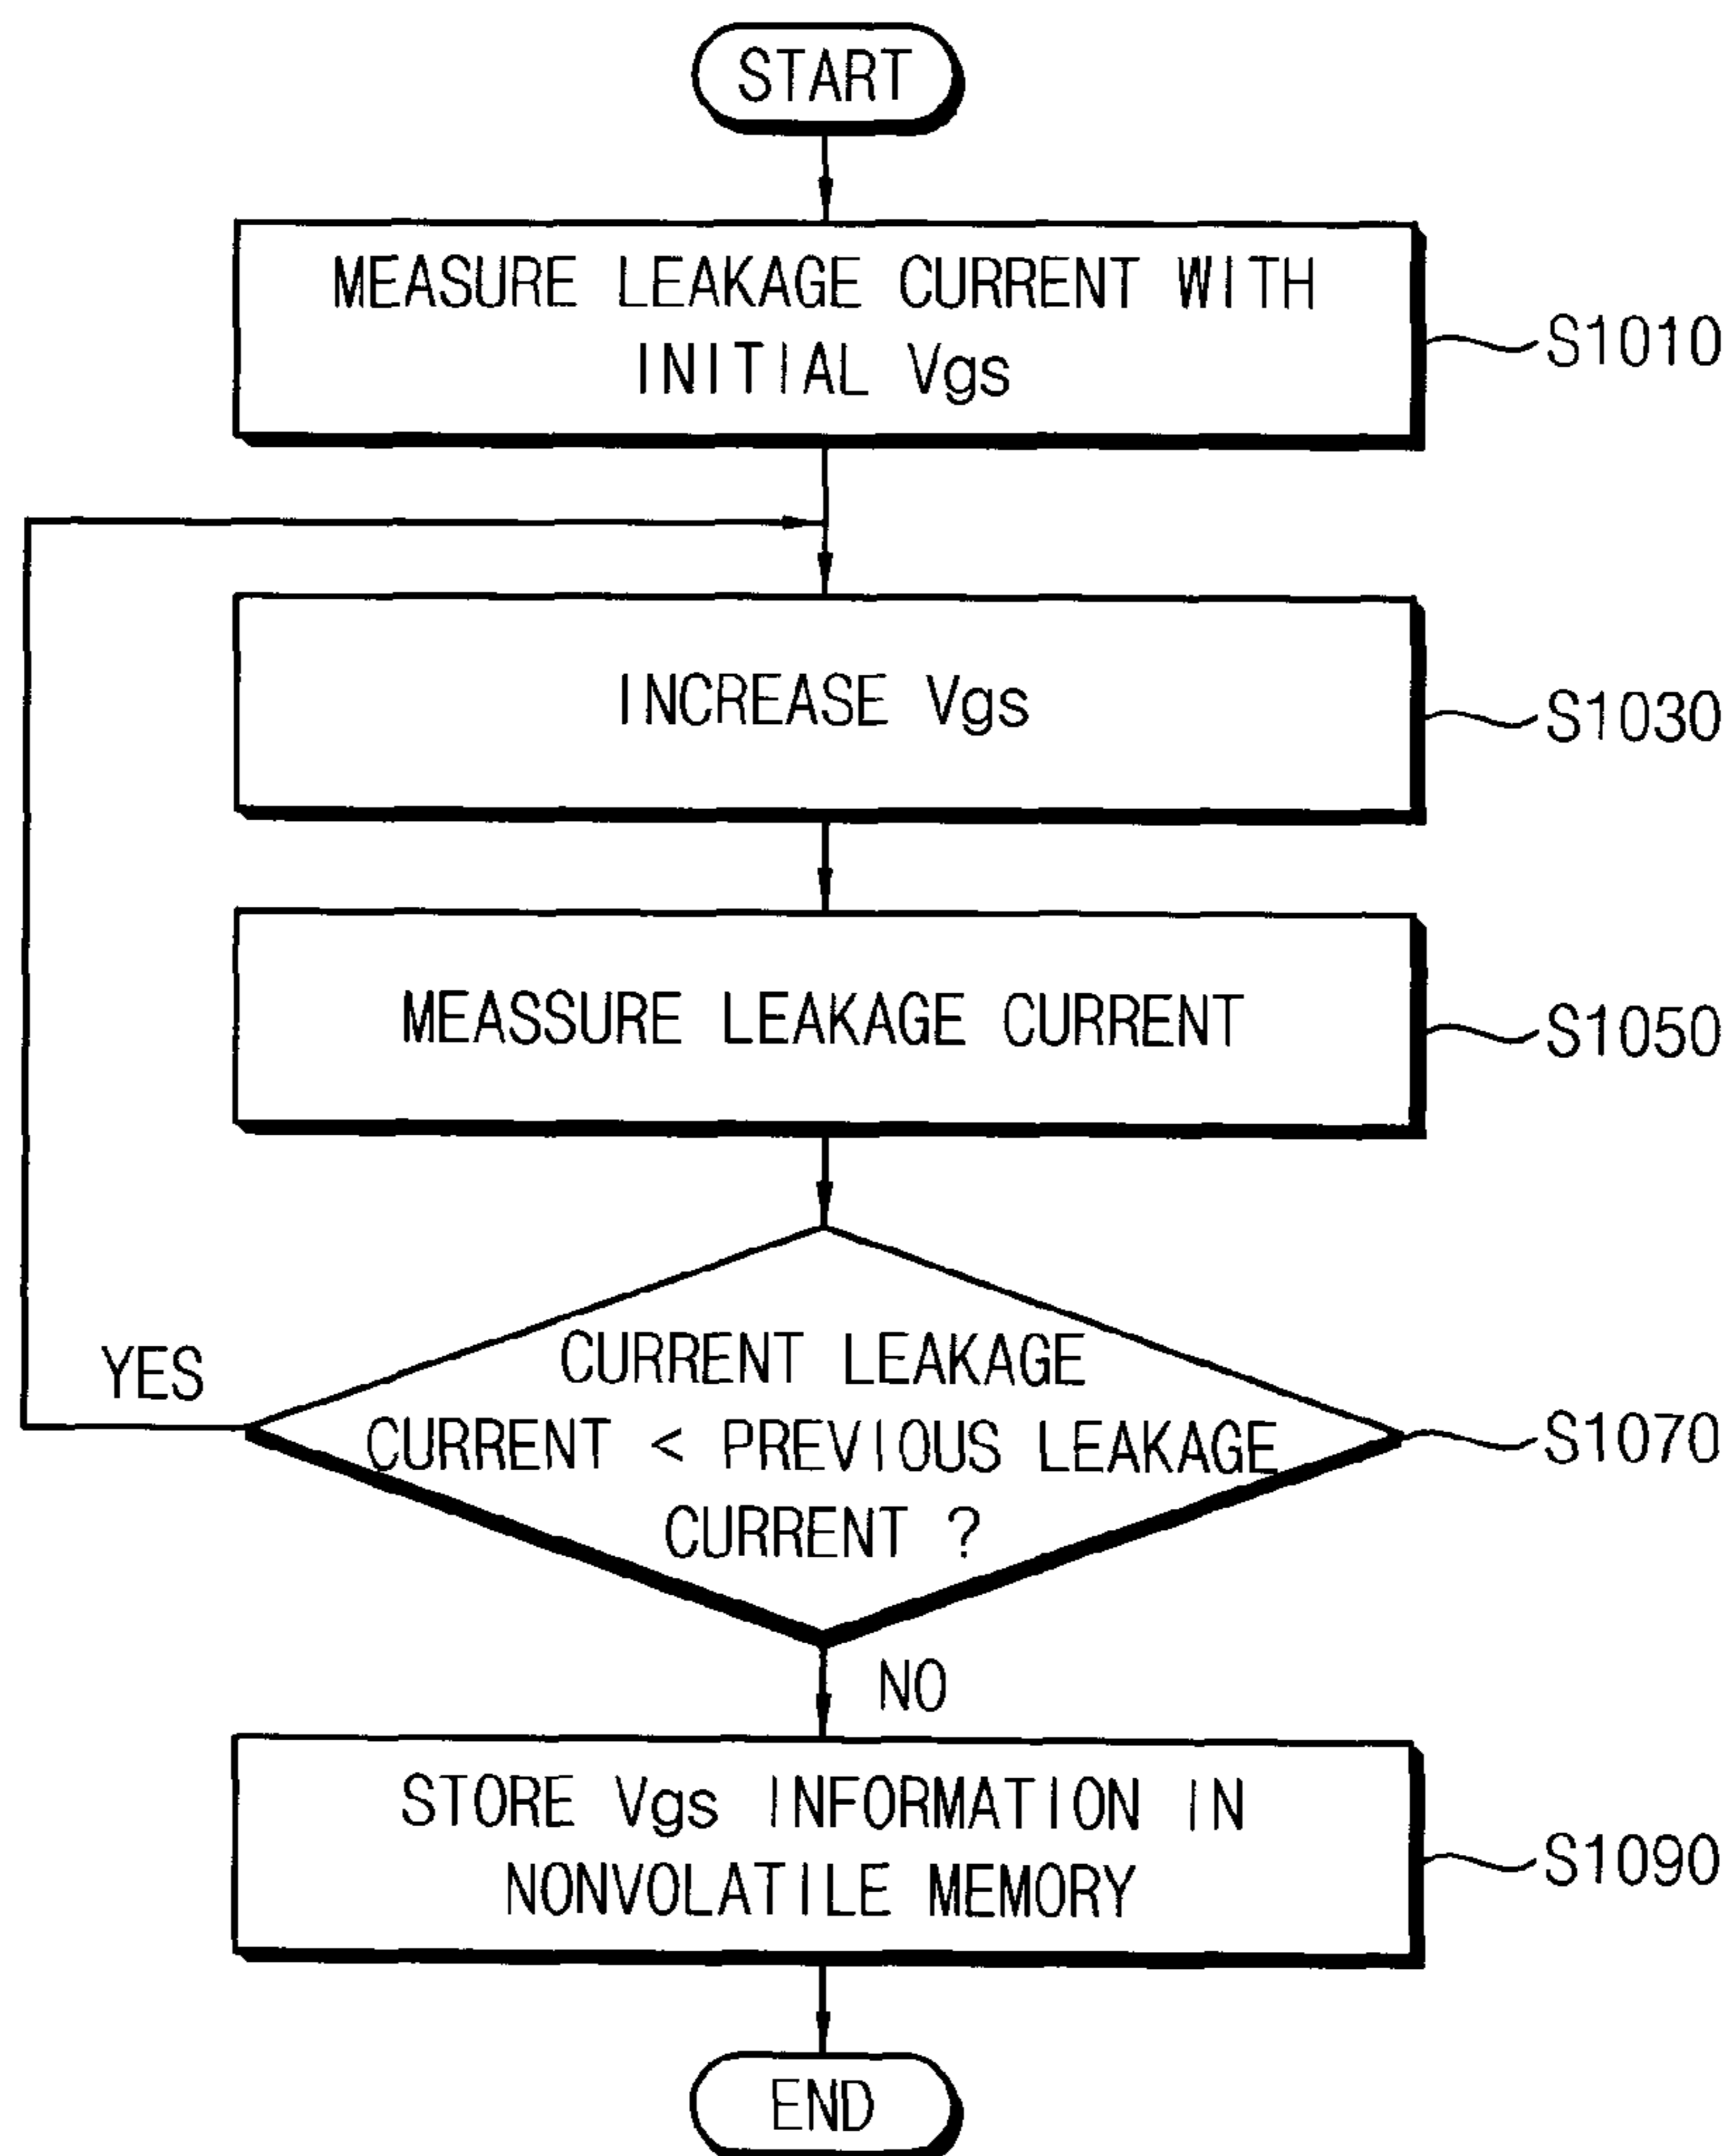 START
MEASURE LEAKAGE CURRENT WITH
INITIAL Vgs
S1010
INCREASE Vgs
S1030
MEASSURE LEAKAGE CURRENT
S1050
YES
CURRENT LEAKAGE
CURRENT < PREVIOUS LEAKAGE
CURRENT ?
S1070
NO
STORE Vgs INFORMATION IN
NONVOLATILE MEMORY
S1090
END